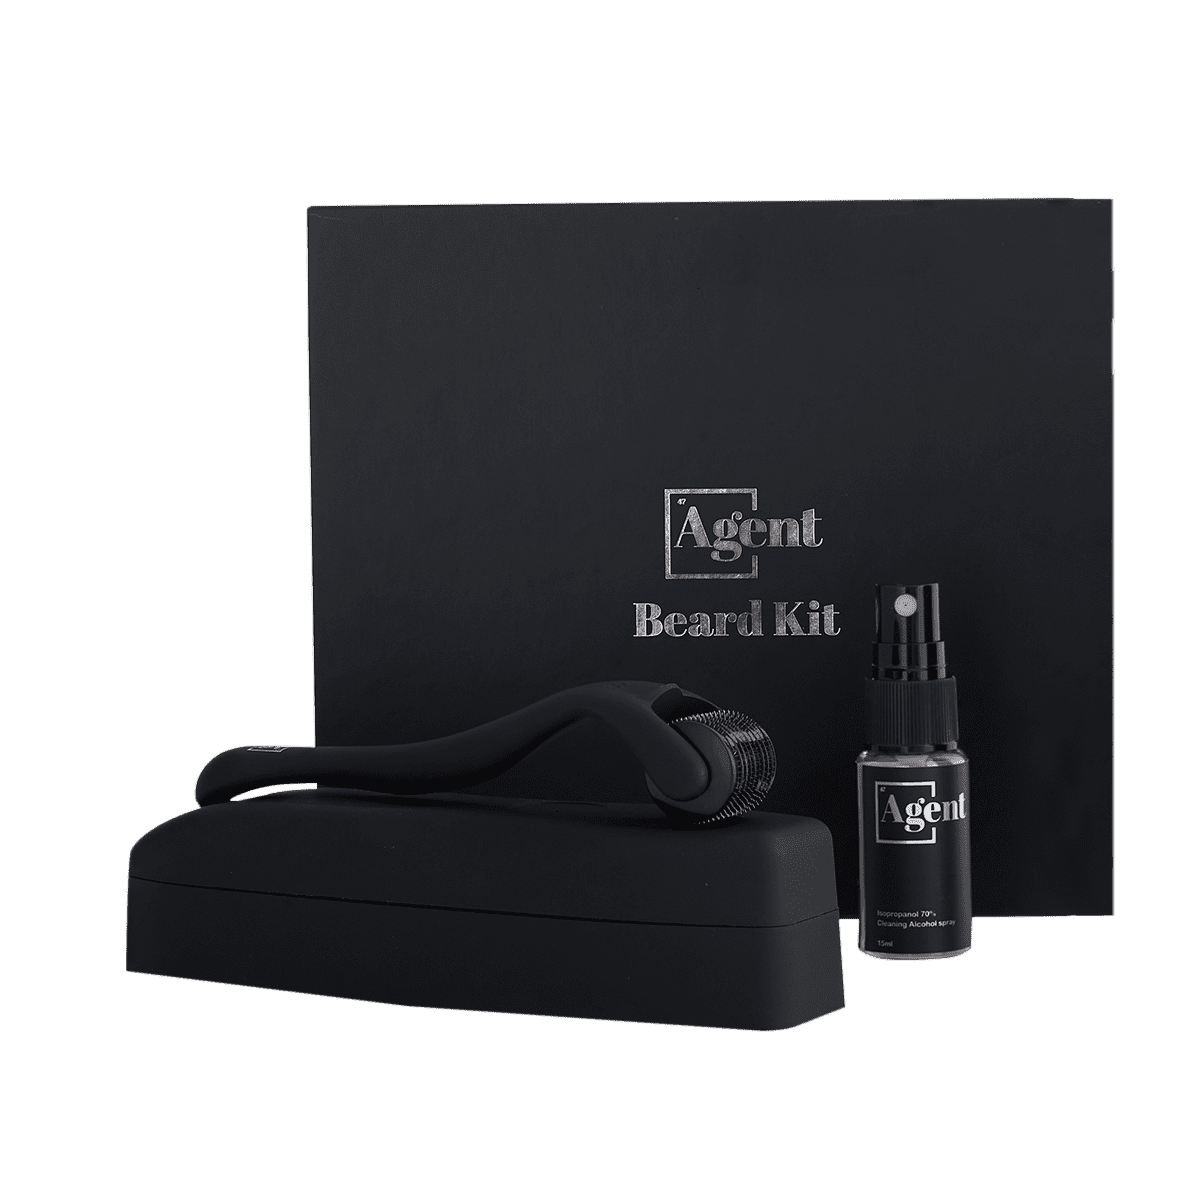 47
Agent
Beard Kit
47
Agent
Isopropanol 70%
Cleaning Alcohol spray
15ml